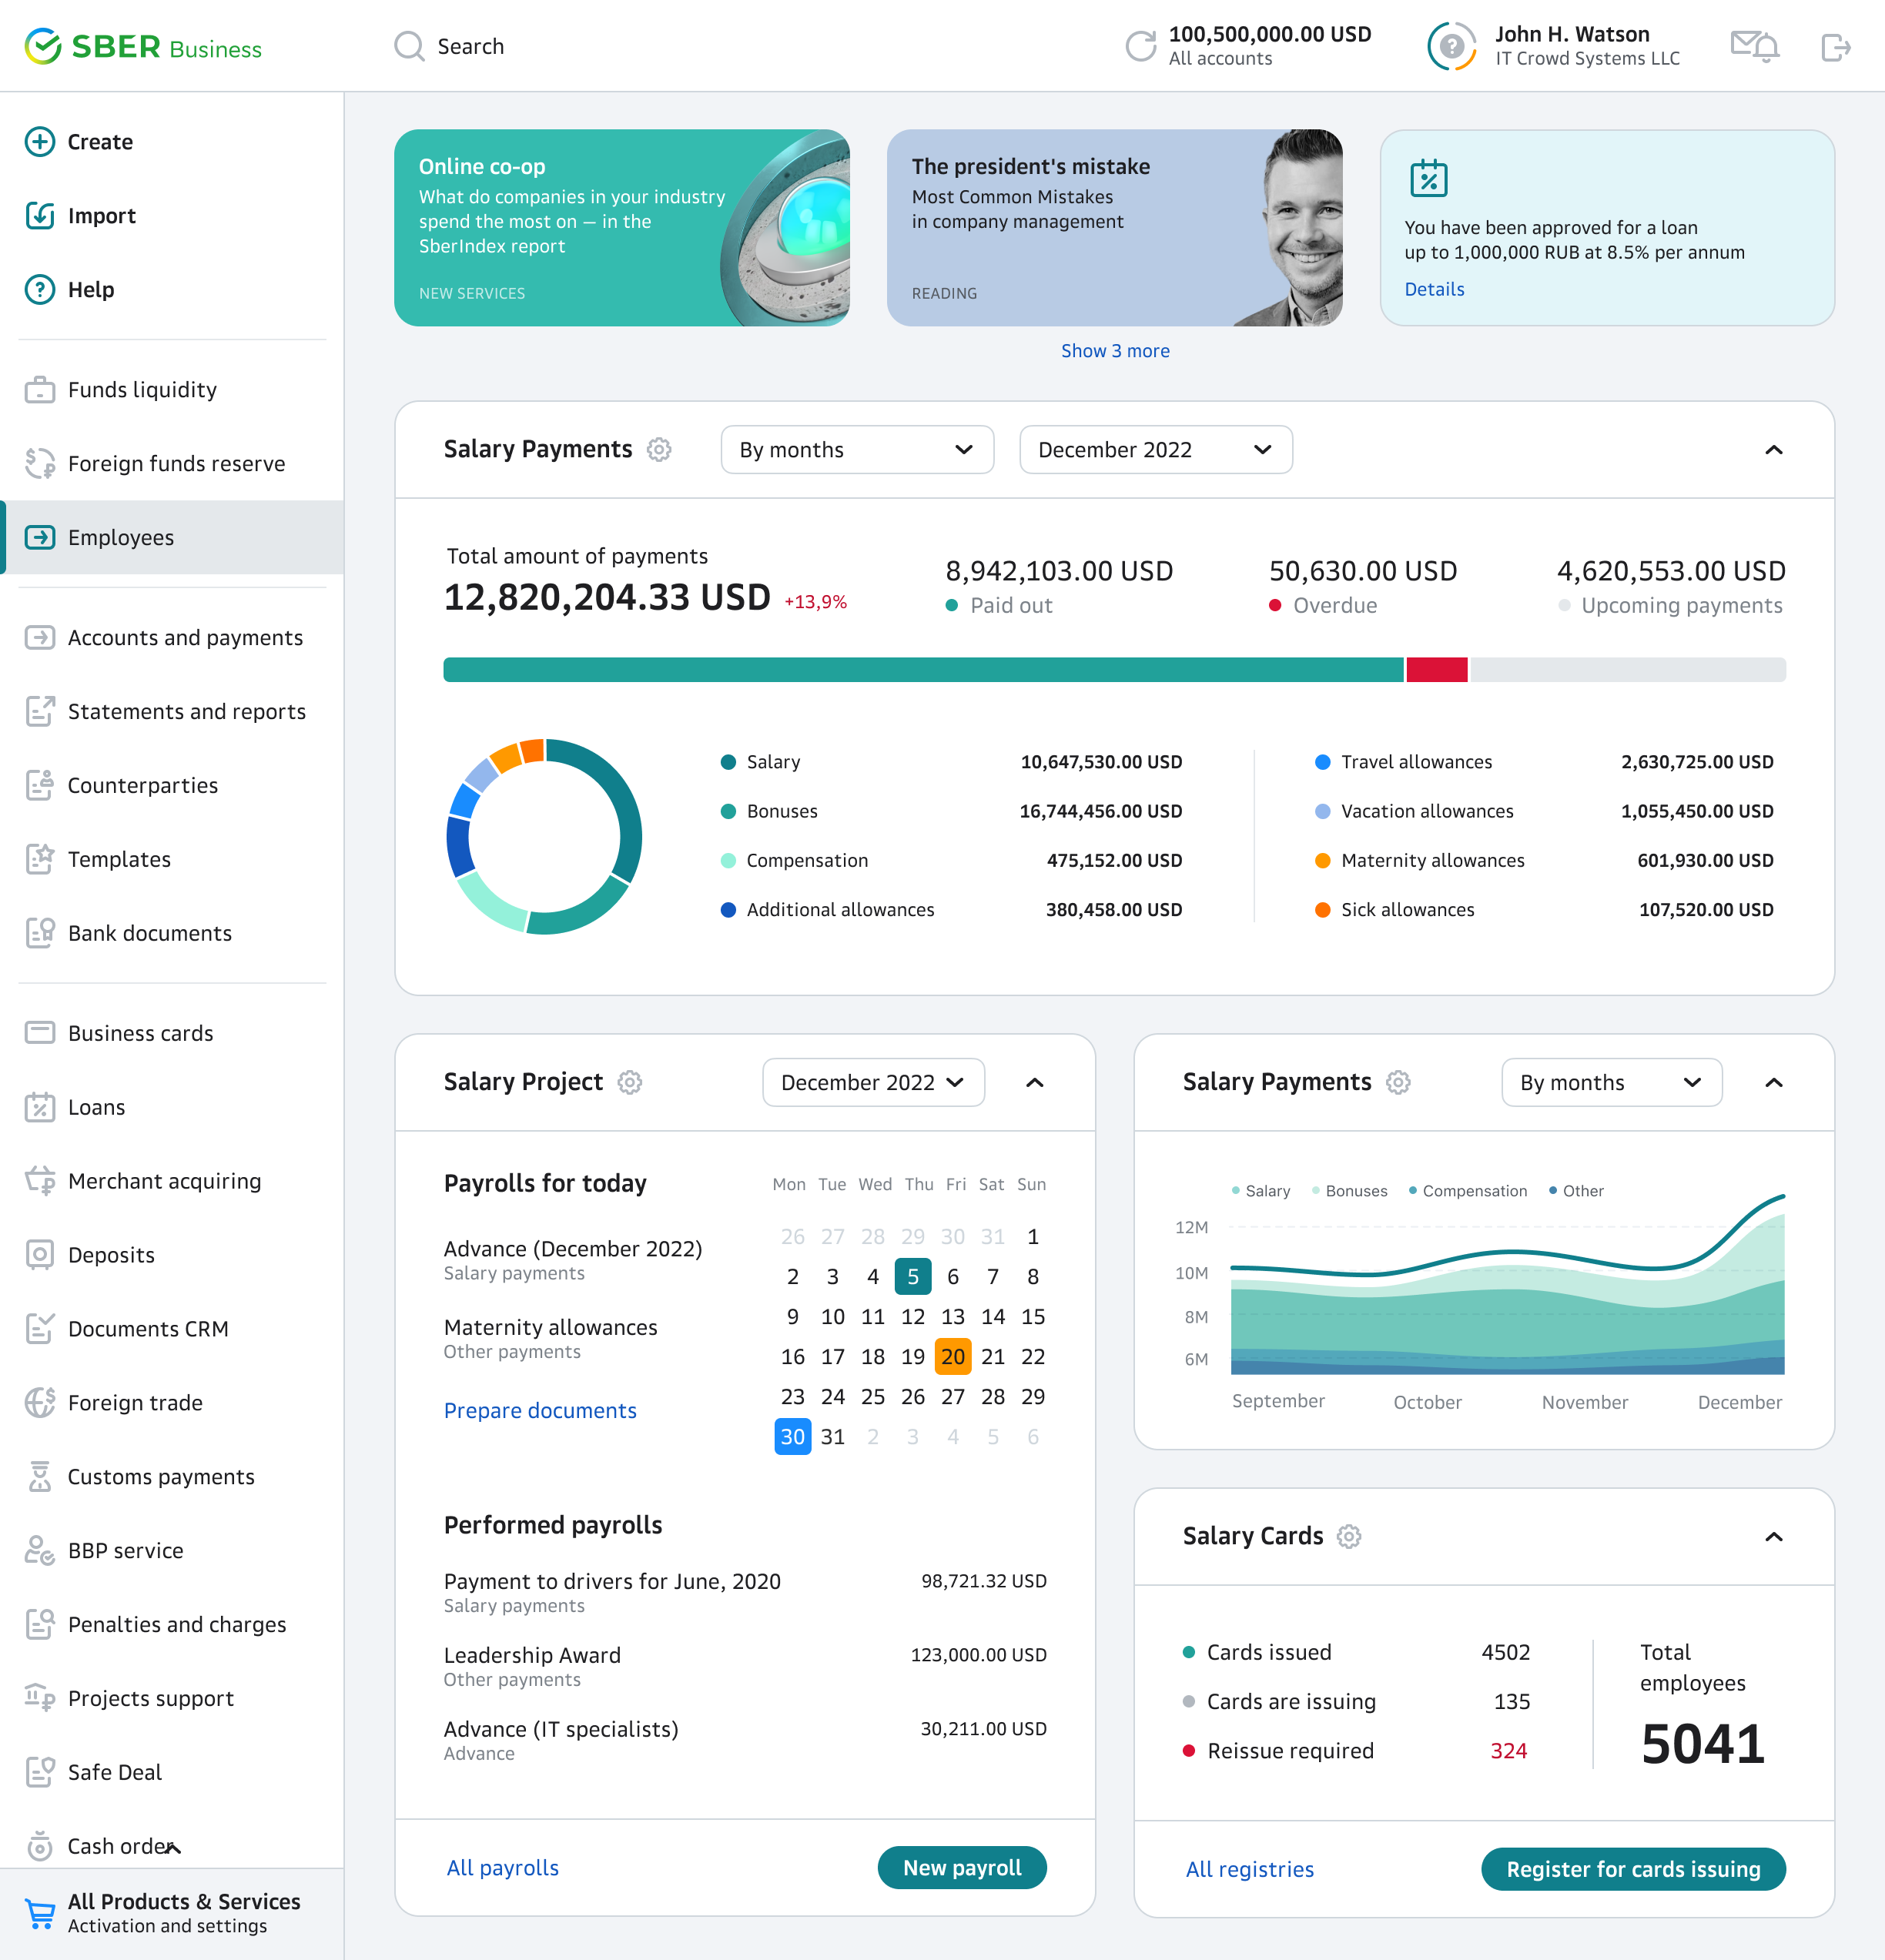 SBER Business
Search
100,500,000.00 USD
All accounts
John H. Watson
IT Crowd Systems LLC
Create
Import
Help
Funds liquidity
Foreign funds reserve
Employees
Accounts and payments
Statements and reports
Counterparties
Templates
Bank documents
Business cards
Loans
Merchant acquiring
Deposits
Documents CRM
Foreign trade
Customs payments
BBP service
Penalties and charges
Projects support
Safe Deal
Cash order
All Products & Services
Activation and settings
Online co-op
What do companies in your industry
spend the most on — in the
SberIndex report
NEW SERVICES
The president's mistake
Most Common Mistakes
in company management
READING
You have been approved for a loan
up to 1,000,000 RUB at 8.5% per annum
Details
Show 3 more
Salary Payments
By months
December 2022
Total amount of payments
12,820,204.33 USD +13,9%
8,942,103.00 USD
Paid out
50,630.00 USD
Overdue
4,620,553.00 USD
Upcoming payments
Salary 10,647,530.00 USD
Bonuses 16,744,456.00 USD
Compensation 475,152.00 USD
Additional allowances 380,458.00 USD
Travel allowances 2,630,725.00 USD
Vacation allowances 1,055,450.00 USD
Maternity allowances 601,930.00 USD
Sick allowances 107,520.00 USD
Salary Project
December 2022
Payrolls for today
Advance (December 2022)
Salary payments
Maternity allowances
Other payments
Prepare documents
Mon Tue Wed Thu Fri Sat Sun
26 27 28 29 30 31 1
2 3 4 5 6 7 8
9 10 11 12 13 14 15
16 17 18 19 20 21 22
23 24 25 26 27 28 29
30 31 2 3 4 5 6
Performed payrolls
Payment to drivers for June, 2020 98,721.32 USD
Salary payments
Leadership Award 123,000.00 USD
Other payments
Advance (IT specialists) 30,211.00 USD
Advance
All payrolls
New payroll
Salary Payments
By months
Salary Bonuses Compensation Other
12M
10M
8M
6M
September October November December
Salary Cards
Cards issued 4502
Cards are issuing 135
Reissue required 324
Total
employees
5041
All registries
Register for cards issuing